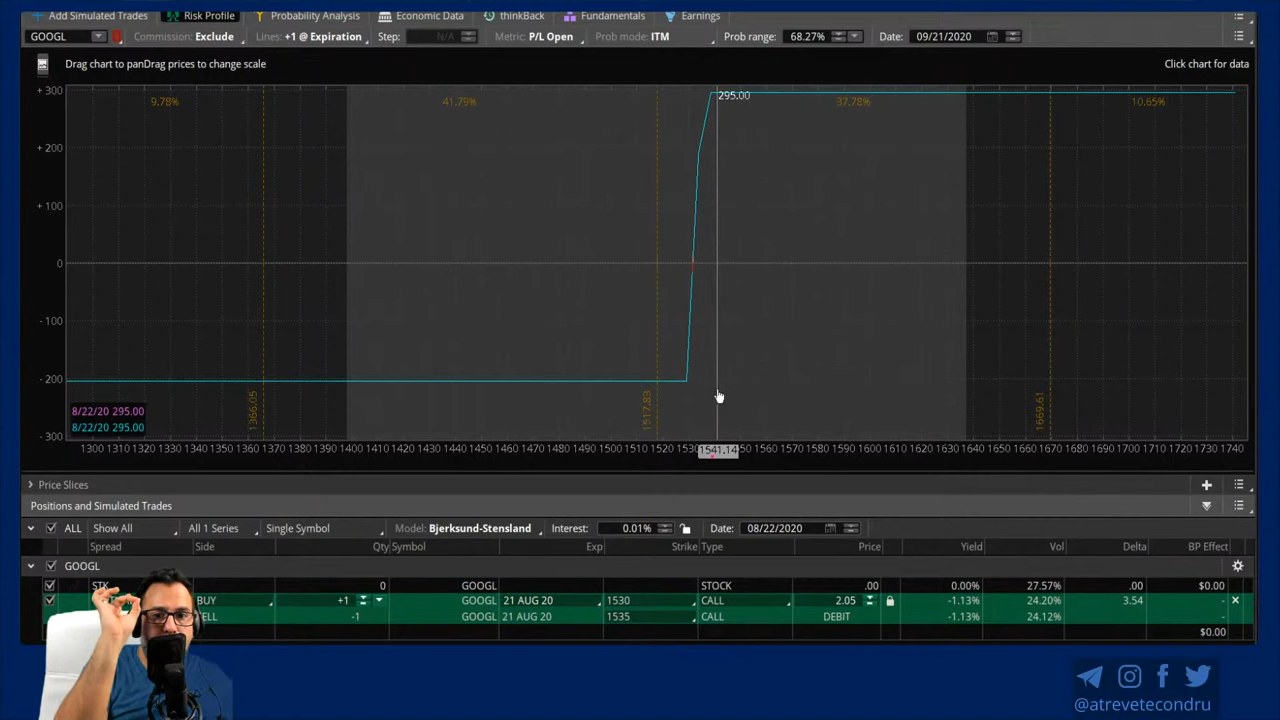 Add Simulated Trades Risk Profile Probability Analysis Economic Data thinkBack Fundamentals Earnings
GOOGL Commission: Exclude Lines: +1 @ Expiration Step: N/A Metric: P/L Open Prob mode: ITM Prob range: 68.27% Date: 09/21/2020
Drag chart to panDrag prices to change scale Click chart for data
+ 300
9.78% 41.79% 295.00 37.78% 10.65%
+ 200
+ 100
0
- 100
- 200
- 300
1366.05 1517.83 1669.61
8/22/20 295.00
8/22/20 295.00
1300 1310 1320 1330 1340 1350 1360 1370 1380 1390 1400 1410 1420 1430 1440 1450 1460 1470 1480 1490 1500 1510 1520 1530 1541.14 1560 1570 1580 1590 1600 1610 1620 1630 1640 1650 1660 1670 1680 1690 1700 1710 1720 1730 1740
Price Slices
Positions and Simulated Trades
ALL Show All All 1 Series Single Symbol Model: Bjerksund-Stensland Interest: 0.01% Date: 08/22/2020
Spread Side Qty Symbol Exp Strike Type Price Yield Vol Delta BP Effect
GOOGL
STK 0 GOOGL STOCK .00 0.00% 27.57% .00 $0.00
BUY +1 GOOGL 21 AUG 20 1530 CALL 2.05 -1.13% 24.20% 3.54 -
-1 GOOGL 21 AUG 20 1535 CALL DEBIT -1.13% 24.12% -
$0.00
@atrevetecondru